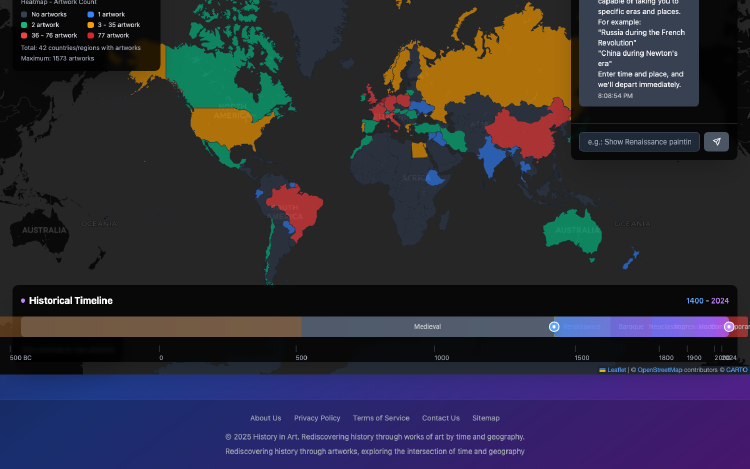 Heatmap - Artwork Count
No artworks
1 artwork
2 artwork
3 - 35 artwork
36 - 76 artwork
77 artwork
Total: 42 countries/regions with artworks
Maximum: 1573 artworks
capable of taking you to
specific eras and places.
For example:
"Russia during the French
Revolution"
"China during Newton's
era"
Enter time and place, and
we'll depart immediately.
8:08:54 PM
e.g.: Show Renaissance paintin
NORTH
AMERICA
AFRICA
SOUTH
AMERICA
OCEANIA
OCEANIA
AUSTRALIA
AUSTRALIA
Historical Timeline
1400 - 2024
Medieval
Baroque
500 BC
0
500
1000
1500
1800
1900
2024
Leaflet | © OpenStreetMap contributors © CARTO
About Us
Privacy Policy
Terms of Service
Contact Us
Sitemap
© 2025 History in Art. Rediscovering history through works of art by time and geography.
Rediscovering history through artworks, exploring the intersection of time and geography